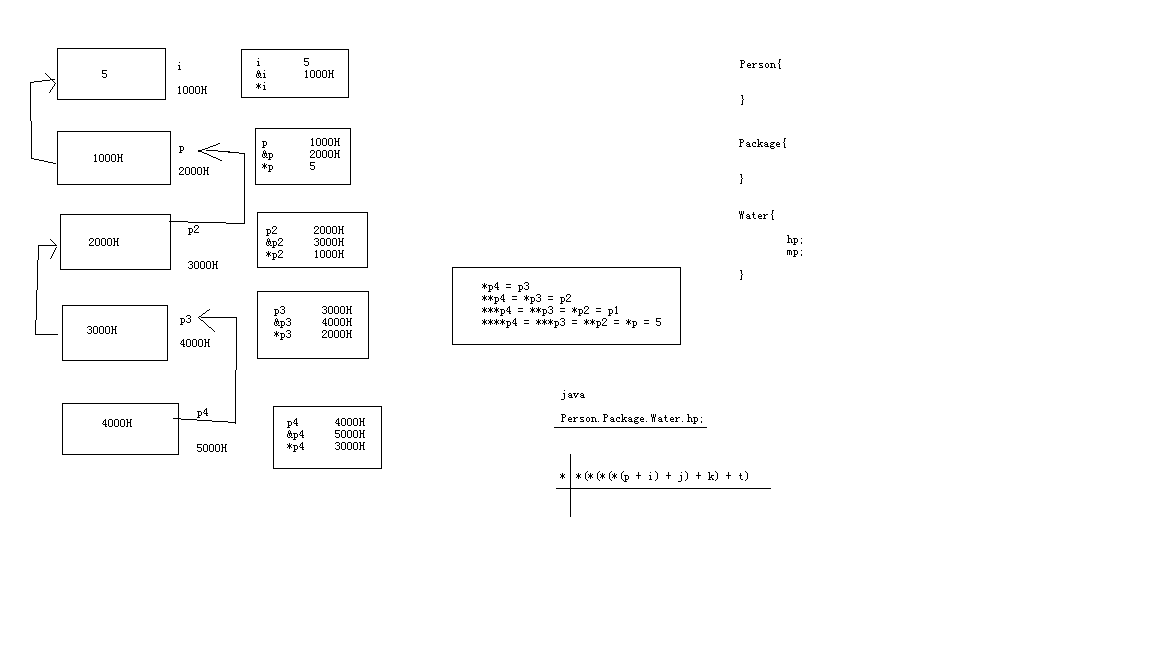 5
i
1000H
i 5
&i 1000H
*i
1000H
p
2000H
p 1000H
&p 2000H
*p 5
2000H
p2
3000H
p2 2000H
&p2 3000H
*p2 1000H
3000H
p3
4000H
p3 3000H
&p3 4000H
*p3 2000H
4000H
p4
5000H
p4 4000H
&p4 5000H
*p4 3000H
*p4 = p3
**p4 = *p3 = p2
***p4 = **p3 = *p2 = p1
****p4 = ***p3 = **p2 = *p = 5
java
Person.Package.Water.hp;
* *(*(*(*(p + i) + j) + k) + t)
Person{
}
Package{
}
Water{
hp;
mp;
}